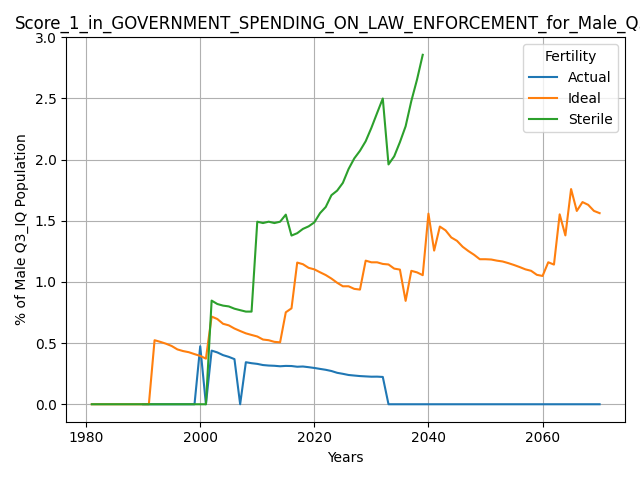 Score_1_in_GOVERNMENT_SPENDING_ON_LAW_ENFORCEMENT_for_Male_Q
3.0
2.5
2.0
1.5
1.0
0.5
0.0
% of Male Q3_IQ Population
Fertility
Actual
Ideal
Sterile
1980
2000
2020
2040
2060
Years